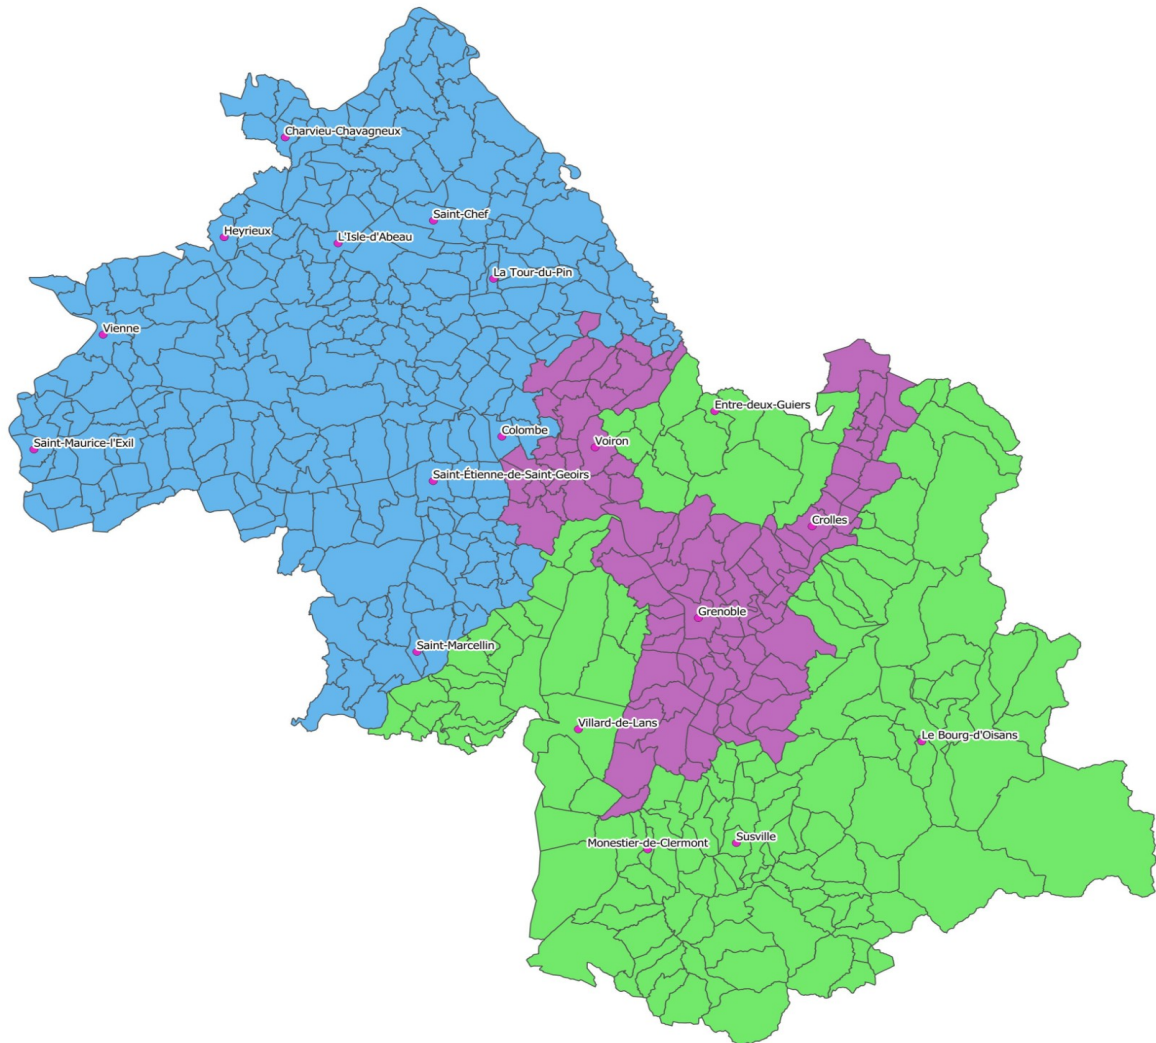 Charvieu-Chavagneux
Saint-Chef
Heyrieux
L'Isle-d'Abeau
La Tour-du-Pin
Vienne
Entre-deux-Guiers
Colombe
Voiron
Saint-Maurice-l'Exil
Saint-Étienne-de-Saint-Geoirs
Crolles
Grenoble
Saint-Marcellin
Villard-de-Lans
Le Bourg-d'Oisans
Susville
Monestier-de-Clermont